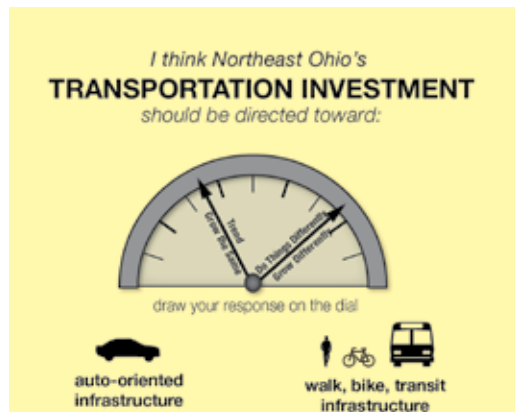 I think Northeast Ohio's
TRANSPORTATION INVESTMENT
should be directed toward:
Trend
Grow the Same
Do Things Differently
Grow Differently
draw your response on the dial
auto-oriented
infrastructure
walk, bike, transit
infrastructure